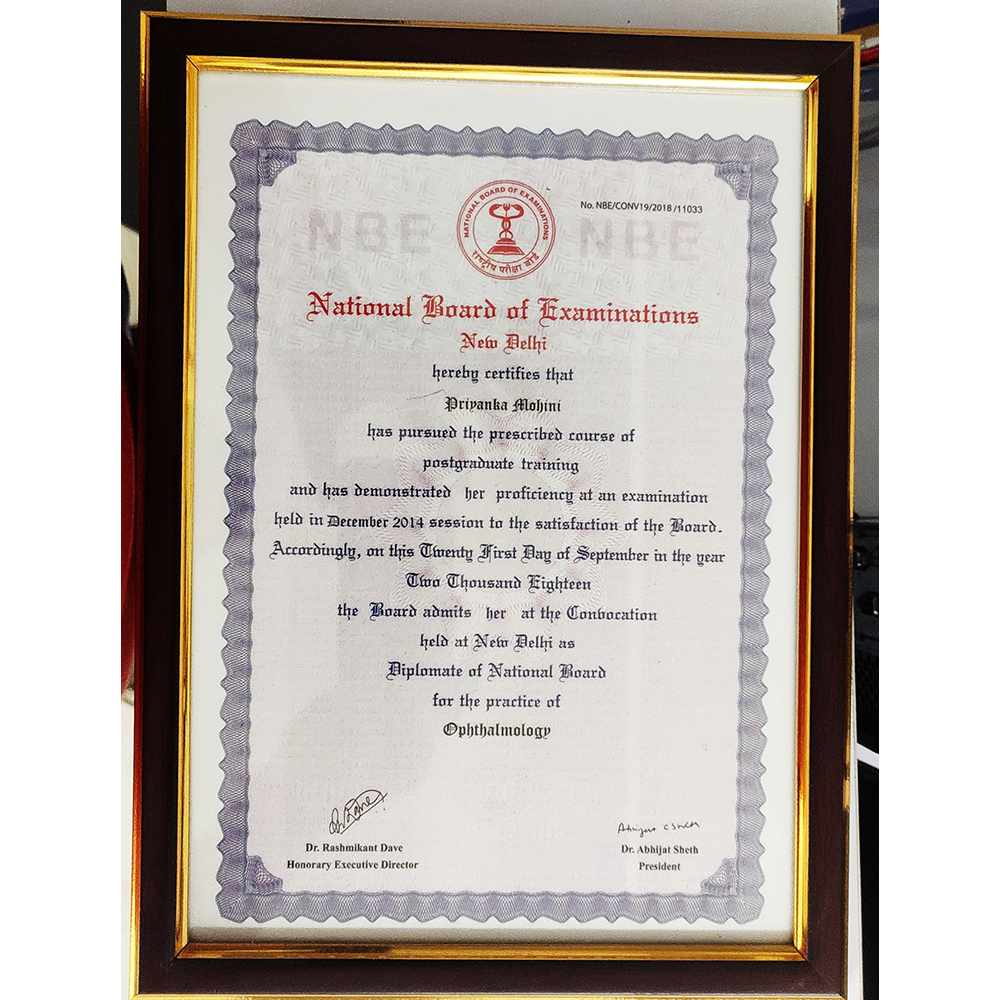 NATIONAL BOARD OF EXAMINATIONS
राष्ट्रीय परीक्षा बोर्ड
No. NBE/CONV19/2018 /11033
NBE NBE
National Board of Examinations
New Delhi
hereby certifies that
Priyanka Mohini
has pursued the prescribed course of
postgraduate training
and has demonstrated her proficiency at an examination
held in December 2014 session to the satisfaction of the Board.
Accordingly, on this Twenty First Day of September in the year
Two Thousand Eighteen
the Board admits her at the Convocation
held at New Delhi as
Diplomate of National Board
for the practice of
Ophthalmology
Dr. Rashmikant Dave
Honorary Executive Director
Abhijat C Sheth
Dr. Abhijat Sheth
President